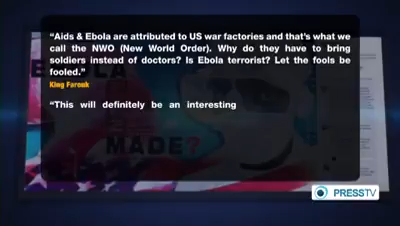 “Aids & Ebola are attributed to US war factories and that’s what we
call the NWO (New World Order). Why do they have to bring
soldiers instead of doctors? Is Ebola terrorist? Let the fools be
fooled.”
King Farouk
“This will definitely be an interesting
EBOLA
MADE?
PRESSTV